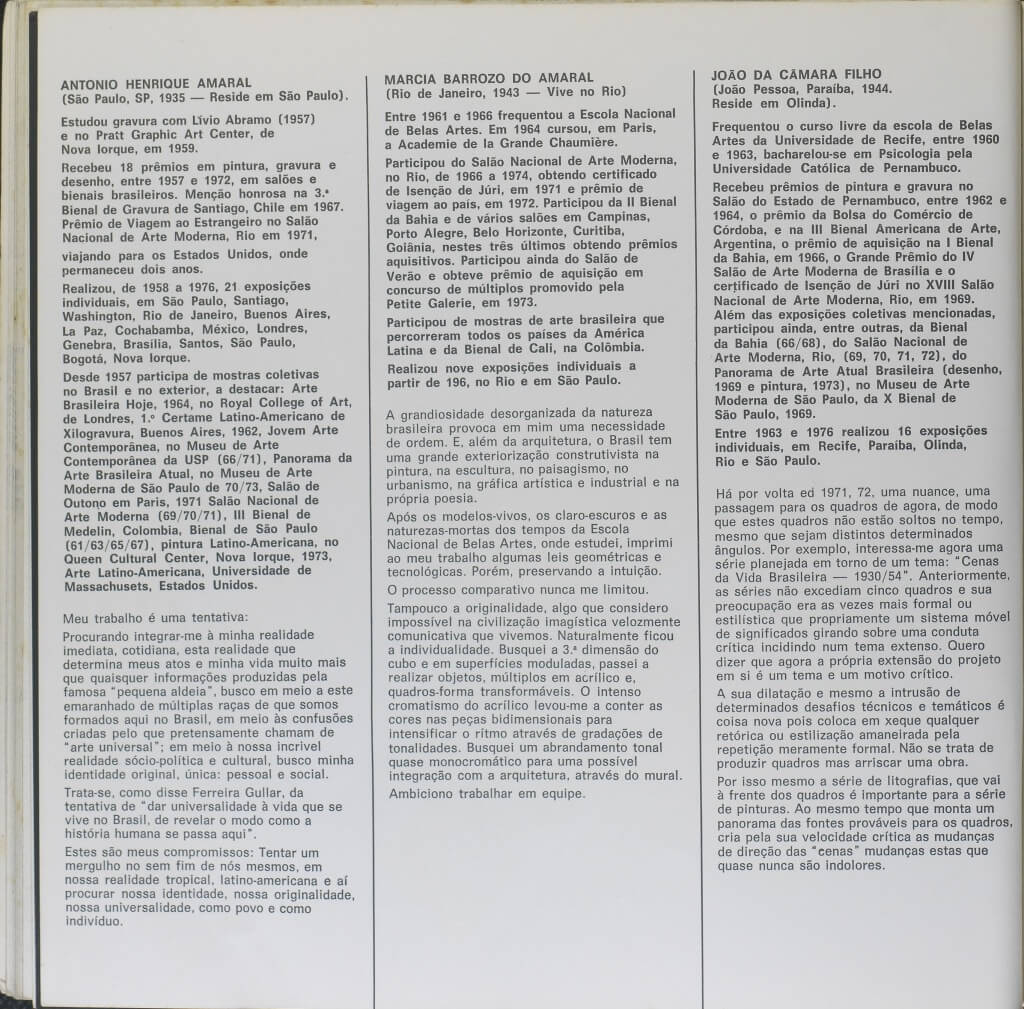 ANTONIO HENRIQUE AMARAL
(São Paulo, SP, 1935 — Reside em São Paulo).
Estudou gravura com Lívio Abramo (1957)
e no Pratt Graphic Art Center, de
Nova Iorque, em 1959.
Recebeu 18 prêmios em pintura, gravura e
desenho, entre 1957 e 1972, em salões e
bienais brasileiros. Menção honrosa na 3.ª
Bienal de Gravura de Santiago, Chile em 1967.
Prêmio de Viagem ao Estrangeiro no Salão
Nacional de Arte Moderna, Rio em 1971,
viajando para os Estados Unidos, onde
permaneceu dois anos.
Realizou, de 1958 a 1976, 21 exposições
individuais, em São Paulo, Santiago,
Washington, Rio de Janeiro, Buenos Aires,
La Paz, Cochabamba, México, Londres,
Genebra, Brasília, Santos, São Paulo,
Bogotá, Nova Iorque.
Desde 1957 participa de mostras coletivas
no Brasil e no exterior, a destacar: Arte
Brasileira Hoje, 1964, no Royal College of Art,
de Londres, 1.º Certame Latino-Americano de
Xilogravura, Buenos Aires, 1962, Jovem Arte
Contemporânea, no Museu de Arte
Contemporânea da USP (66/71), Panorama da
Arte Brasileira Atual, no Museu de Arte
Moderna de São Paulo de 70/73, Salão de
Outono em Paris, 1971 Salão Nacional de
Arte Moderna (69/70/71), III Bienal de
Medelin, Colombia, Bienal de São Paulo
(61/63/65/67), pintura Latino-Americana, no
Queen Cultural Center, Nova Iorque, 1973,
Arte Latino-Americana, Universidade de
Massachusets, Estados Unidos.
Meu trabalho é uma tentativa:
Procurando integrar-me à minha realidade
imediata, cotidiana, esta realidade que
determina meus atos e minha vida muito mais
que quaisquer informações produzidas pela
famosa "pequena aldeia", busco em meio a este
emaranhado de múltiplas raças de que somos
formados aqui no Brasil, em meio às confusões
criadas pelo que pretensamente chamam de
"arte universal"; em meio à nossa incrivel
realidade sócio-política e cultural, busco minha
identidade original, única: pessoal e social.
Trata-se, como disse Ferreira Gullar, da
tentativa de "dar universalidade à vida que se
vive no Brasil, de revelar o modo como a
história humana se passa aqui".
Estes são meus compromissos: Tentar um
mergulho no sem fim de nós mesmos, em
nossa realidade tropical, latino-americana e aí
procurar nossa identidade, nossa originalidade,
nossa universalidade, como povo e como
indivíduo.
MARCIA BARROZO DO AMARAL
(Rio de Janeiro, 1943 — Vive no Rio)
Entre 1961 e 1966 frequentou a Escola Nacional
de Belas Artes. Em 1964 cursou, em Paris,
a Academie de la Grande Chaumière.
Participou do Salão Nacional de Arte Moderna,
no Rio, de 1966 a 1974, obtendo certificado
de Isenção de Júri, em 1971 e prêmio de
viagem ao país, em 1972. Participou da II Bienal
da Bahia e de vários salões em Campinas,
Porto Alegre, Belo Horizonte, Curitiba,
Goiânia, nestes três últimos obtendo prêmios
aquisitivos. Participou ainda do Salão de
Verão e obteve prêmio de aquisição em
concurso de múltiplos promovido pela
Petite Galerie, em 1973.
Participou de mostras de arte brasileira que
percorreram todos os países da América
Latina e da Bienal de Cali, na Colômbia.
Realizou nove exposições individuais a
partir de 196, no Rio e em São Paulo.
A grandiosidade desorganizada da natureza
brasileira provoca em mim uma necessidade
de ordem. E, além da arquitetura, o Brasil tem
uma grande exteriorização construtivista na
pintura, na escultura, no paisagismo, no
urbanismo, na gráfica artística e industrial e na
própria poesia.
Após os modelos-vivos, os claro-escuros e as
naturezas-mortas dos tempos da Escola
Nacional de Belas Artes, onde estudei, imprimi
ao meu trabalho algumas leis geométricas e
tecnológicas. Porém, preservando a intuição.
O processo comparativo nunca me limitou.
Tampouco a originalidade, algo que considero
impossível na civilização imagística velozmente
comunicativa que vivemos. Naturalmente ficou
a individualidade. Busquei a 3.ª dimensão do
cubo e em superfícies moduladas, passei a
realizar objetos, múltiplos em acrílico e,
quadros-forma transformáveis. O intenso
cromatismo do acrílico levou-me a conter as
cores nas peças bidimensionais para
intensificar o rítmo através de gradações de
tonalidades. Busquei um abrandamento tonal
quase monocromático para uma possível
integração com a arquitetura, através do mural.
Ambiciono trabalhar em equipe.
JOÃO DA CÂMARA FILHO
(João Pessoa, Paraíba, 1944.
Reside em Olinda).
Frequentou o curso livre da escola de Belas
Artes da Universidade de Recife, entre 1960
e 1963, bacharelou-se em Psicologia pela
Universidade Católica de Pernambuco.
Recebeu prêmios de pintura e gravura no
Salão do Estado de Pernambuco, entre 1962 e
1964, o prêmio da Bolsa do Comércio de
Córdoba, e na III Bienal Americana de Arte,
Argentina, o prêmio de aquisição na I Bienal
da Bahia, em 1966, o Grande Prêmio do IV
Salão de Arte Moderna de Brasília e o
certificado de Isenção de Júri no XVIII Salão
Nacional de Arte Moderna, Rio, em 1969.
Além das exposições coletivas mencionadas,
participou ainda, entre outras, da Bienal
da Bahia (66/68), do Salão Nacional de
Arte Moderna, Rio, (69, 70, 71, 72), do
Panorama de Arte Atual Brasileira (desenho,
1969 e pintura, 1973), no Museu de Arte
Moderna de São Paulo, da X Bienal de
São Paulo, 1969.
Entre 1963 e 1976 realizou 16 exposições
individuais, em Recife, Paraíba, Olinda,
Rio e São Paulo.
Há por volta ed 1971, 72, uma nuance, uma
passagem para os quadros de agora, de modo
que estes quadros não estão soltos no tempo,
mesmo que sejam distintos determinados
ângulos. Por exemplo, interessa-me agora uma
série planejada em torno de um tema: "Cenas
da Vida Brasileira — 1930/54". Anteriormente,
as séries não excediam cinco quadros e sua
preocupação era as vezes mais formal ou
estilística que propriamente um sistema móvel
de significados girando sobre uma conduta
crítica incidindo num tema extenso. Quero
dizer que agora a própria extensão do projeto
em si é um tema e um motivo crítico.
A sua dilatação e mesmo a intrusão de
determinados desafios técnicos e temáticos é
coisa nova pois coloca em xeque qualquer
retórica ou estilização amaneirada pela
repetição meramente formal. Não se trata de
produzir quadros mas arriscar uma obra.
Por isso mesmo a série de litografias, que vai
à frente dos quadros é importante para a série
de pinturas. Ao mesmo tempo que monta um
panorama das fontes prováveis para os quadros,
cria pela sua velocidade crítica as mudanças
de direção das "cenas" mudanças estas que
quase nunca são indolores.